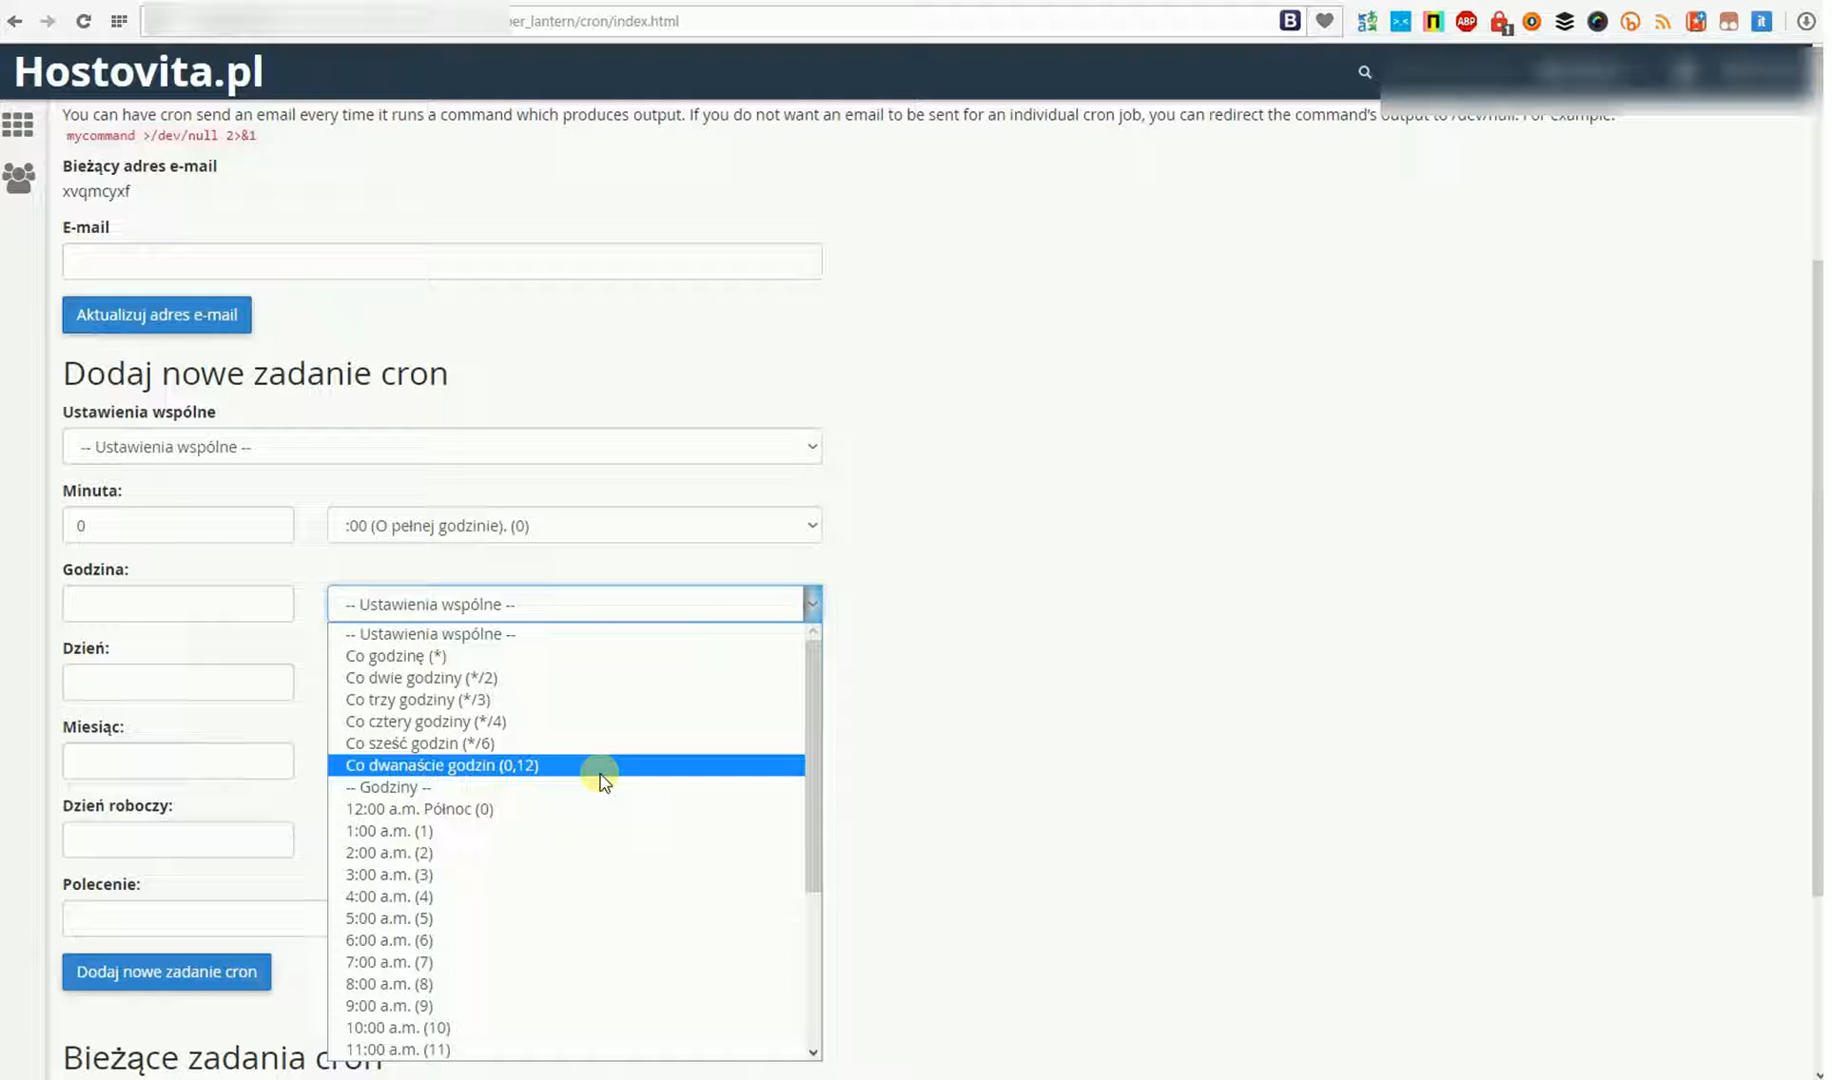 er_lantern/cron/index.html
Hostovita.pl
You can have cron send an email every time it runs a command which produces output. If you do not want an email to be sent for an individual cron job, you can redirect the command's output to /dev/null. For example:
mycommand >/dev/null 2>&1
Bieżący adres e-mail
xvqmcyxf
E-mail
Aktualizuj adres e-mail
Dodaj nowe zadanie cron
Ustawienia wspólne
-- Ustawienia wspólne --
Minuta:
0 :00 (O pełnej godzinie). (0)
Godzina:
-- Ustawienia wspólne --
-- Ustawienia wspólne --
Co godzinę (*)
Dzień:
Co dwie godziny (*/2)
Co trzy godziny (*/3)
Co cztery godziny (*/4)
Miesiąc:
Co sześć godzin (*/6)
Co dwanaście godzin (0,12)
-- Godziny --
Dzień roboczy:
12:00 a.m. Północ (0)
1:00 a.m. (1)
2:00 a.m. (2)
3:00 a.m. (3)
Polecenie:
4:00 a.m. (4)
5:00 a.m. (5)
6:00 a.m. (6)
7:00 a.m. (7)
Dodaj nowe zadanie cron
8:00 a.m. (8)
9:00 a.m. (9)
10:00 a.m. (10)
11:00 a.m. (11)
Bieżące zadania cron